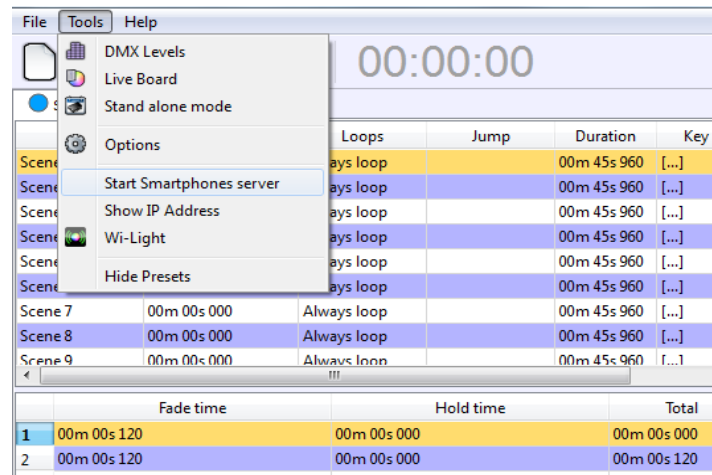 File Tools Help
DMX Levels
Live Board
Stand alone mode
Options
Start Smartphones server
Show IP Address
Wi-Light
Hide Presets
00:00:00
Loops Jump Duration Key
Scene ays loop 00m 45s 960 [...]
Scene ays loop 00m 45s 960 [...]
Scene ays loop 00m 45s 960 [...]
Scene ays loop 00m 45s 960 [...]
Scene ays loop 00m 45s 960 [...]
Scene ays loop 00m 45s 960 [...]
Scene 7 00m 00s 000 Always loop 00m 45s 960 [...]
Scene 8 00m 00s 000 Always loop 00m 45s 960 [...]
Scene 9 00m 00s 000 Always loop 00m 45s 960 [...]
Fade time Hold time Total
1 00m 00s 120 00m 00s 000 00m 00s 000
2 00m 00s 120 00m 00s 000 00m 00s 120